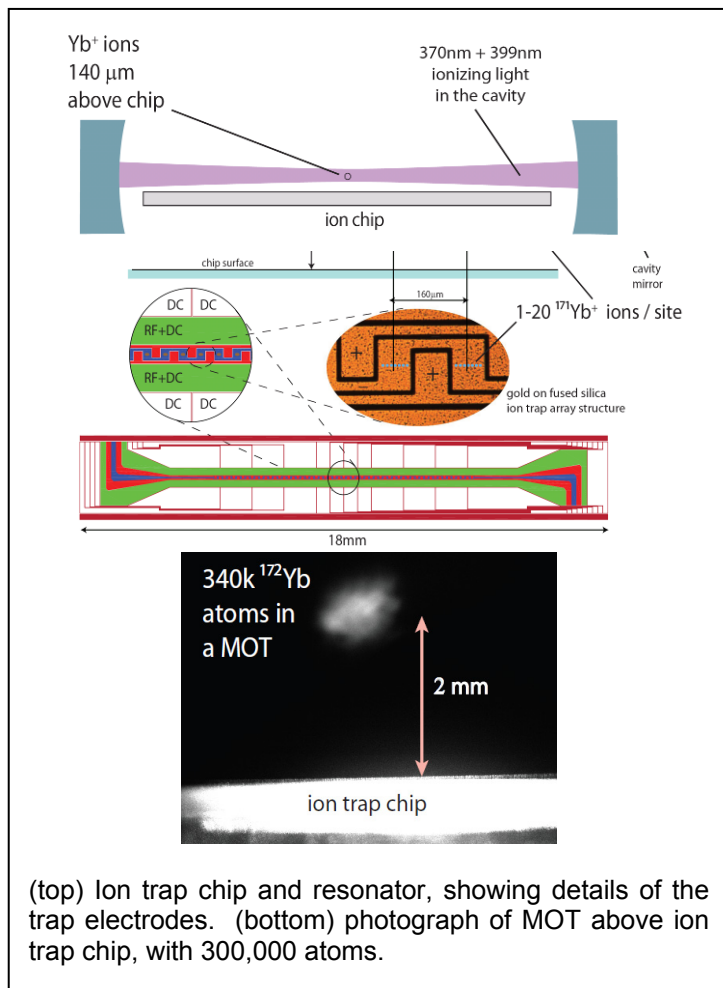 Yb⁺ ions
140 μm
above chip
370nm + 399nm
ionizing light
in the cavity
ion chip
chip surface
cavity
mirror
160μm
1-20 ¹⁷¹Yb⁺ ions / site
DC DC
RF+DC
RF+DC
DC DC
+
+
gold on fused silica
ion trap array structure
18mm
340k ¹⁷²Yb
atoms in
a MOT
2 mm
ion trap chip
(top) Ion trap chip and resonator, showing details of the
trap electrodes. (bottom) photograph of MOT above ion
trap chip, with 300,000 atoms.